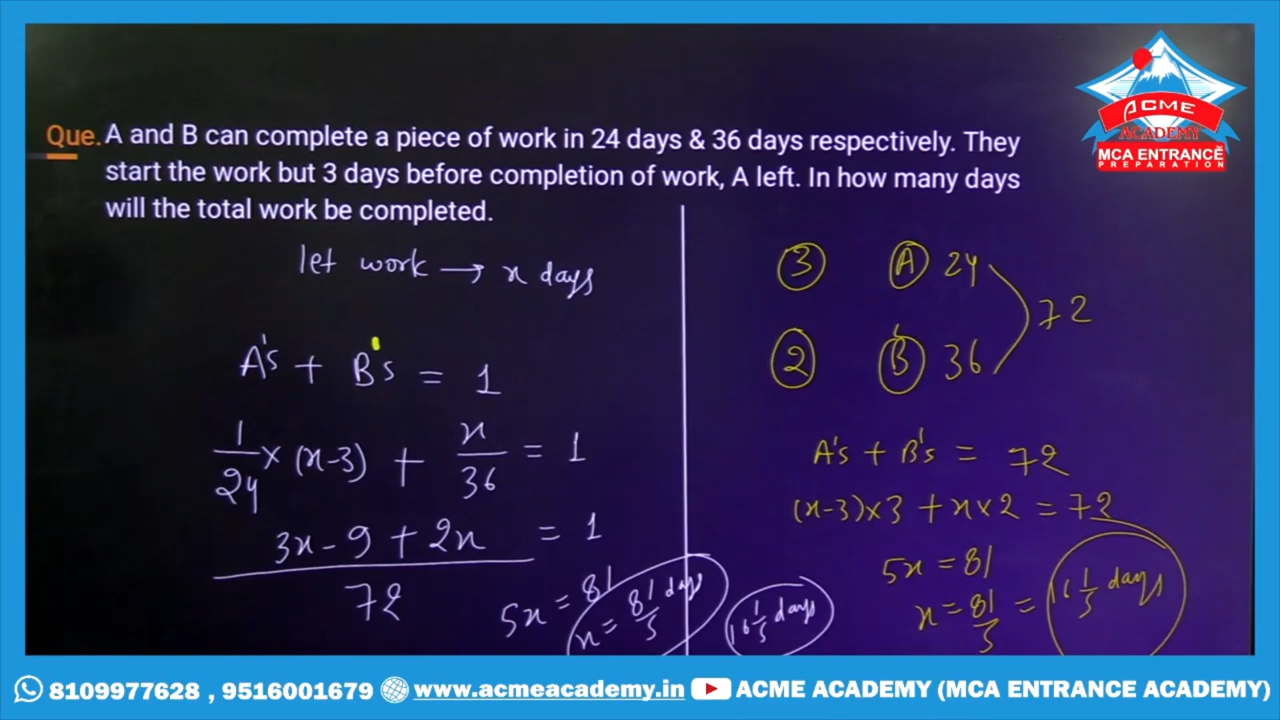 ACME
ACADEMY
MCA ENTRANCE
PREPARATION
Que. A and B can complete a piece of work in 24 days & 36 days respectively. They
start the work but 3 days before completion of work, A left. In how many days
will the total work be completed.
let work → x days
A's + B's = 1
1/24 × (x-3) + x/36 = 1
3x - 9 + 2x / 72 = 1
5x = 81
x = 81/5 days
16 1/5 days
3 A 24
72
2 B 36
A's + B's = 72
(x-3)×3 + x×2 = 72
5x = 81
x = 81/5 = 16 1/5 days
8109977628 , 9516001679 www.acmeacademy.in ACME ACADEMY (MCA ENTRANCE ACADEMY)